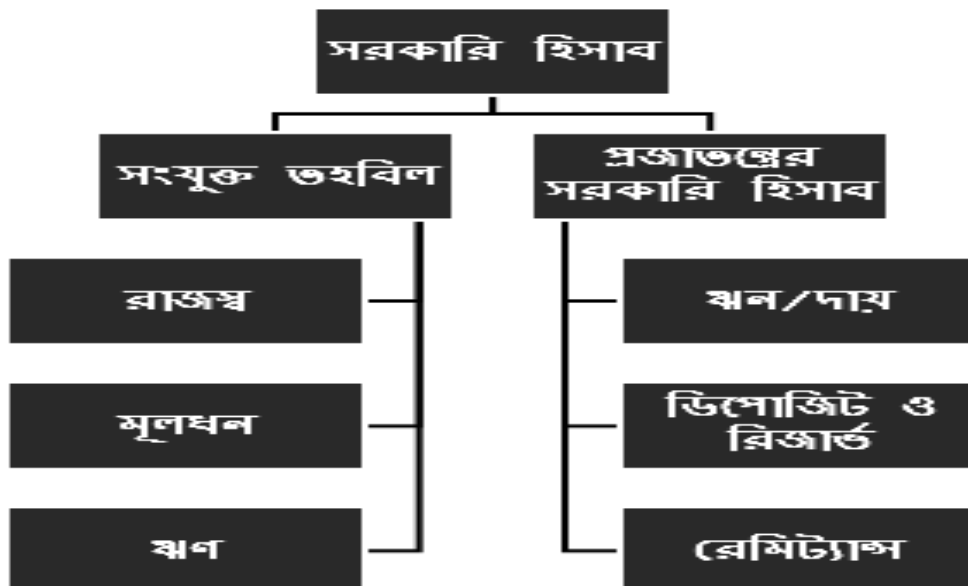 সরকারি হিসাব
সংযুক্ত তহবিল
প্রজাতন্ত্রের
সরকারি হিসাব
রাজস্ব
মূলধন
ঋণ
ঋন/দায়
ডিপোজিট ও
রিজার্ভ
রেমিট্যান্স